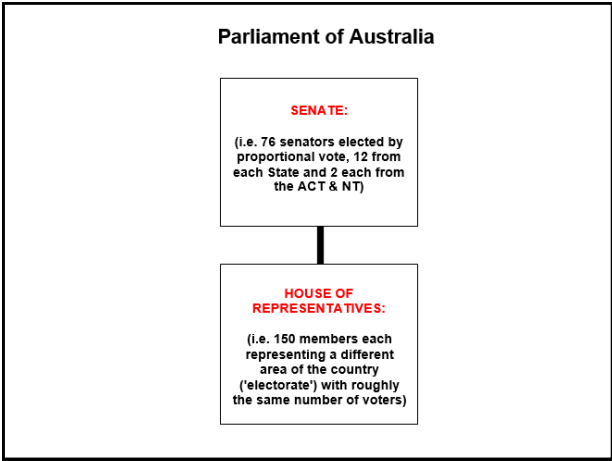 Parliament of Australia
SENATE:
(i.e. 76 senators elected by
proportional vote, 12 from
each State and 2 each from
the ACT & NT)
HOUSE OF
REPRESENTATIVES:
(i.e. 150 members each
representing a different
area of the country
('electorate') with roughly
the same number of voters)